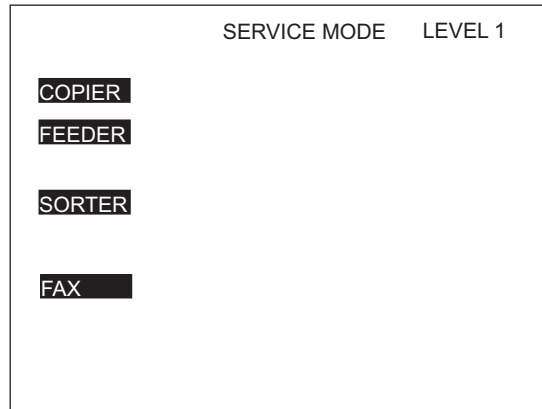 SERVICE MODE LEVEL 1
COPIER
FEEDER
SORTER
FAX